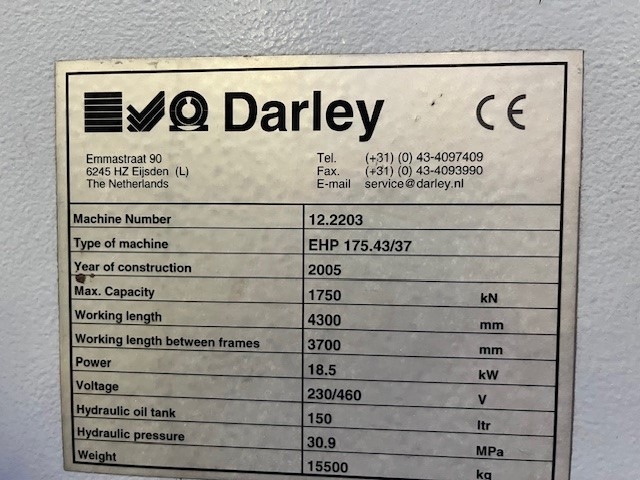 Darley CE
Emmastraat 90 Tel. (+31) (0) 43-4097409
6245 HZ Eijsden (L) Fax. (+31) (0) 43-4093990
The Netherlands E-mail service@darley.nl
Machine Number 12.2203
Type of machine EHP 175.43/37
Year of construction 2005
Max. Capacity 1750 kN
Working length 4300 mm
Working length between frames 3700 mm
Power 18.5 kW
Voltage 230/460 V
Hydraulic oil tank 150 ltr
Hydraulic pressure 30.9 MPa
Weight 15500 kg